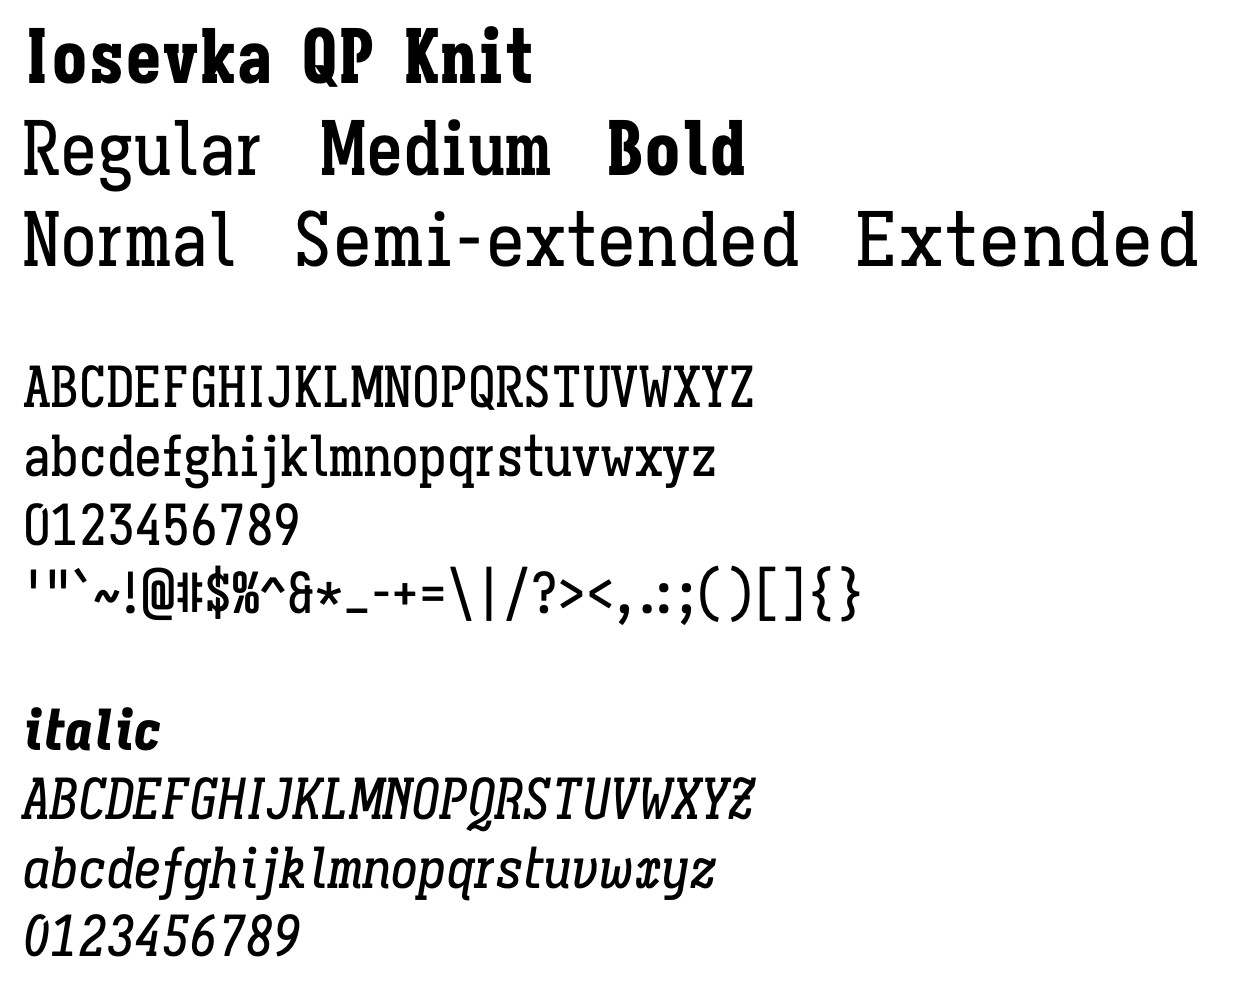 Iosevka QP Knit
Regular Medium Bold
Normal Semi-extended Extended
ABCDEFGHIJKLMNOPQRSTUVWXYZ
abcdefghijklmnopqrstuvwxyz
0123456789
'"`~!@#$%^&*_-+=\|/?><,.:;()[]{}
italic
ABCDEFGHIJKLMNOPQRSTUVWXYZ
abcdefghijklmnopqrstuvwxyz
0123456789